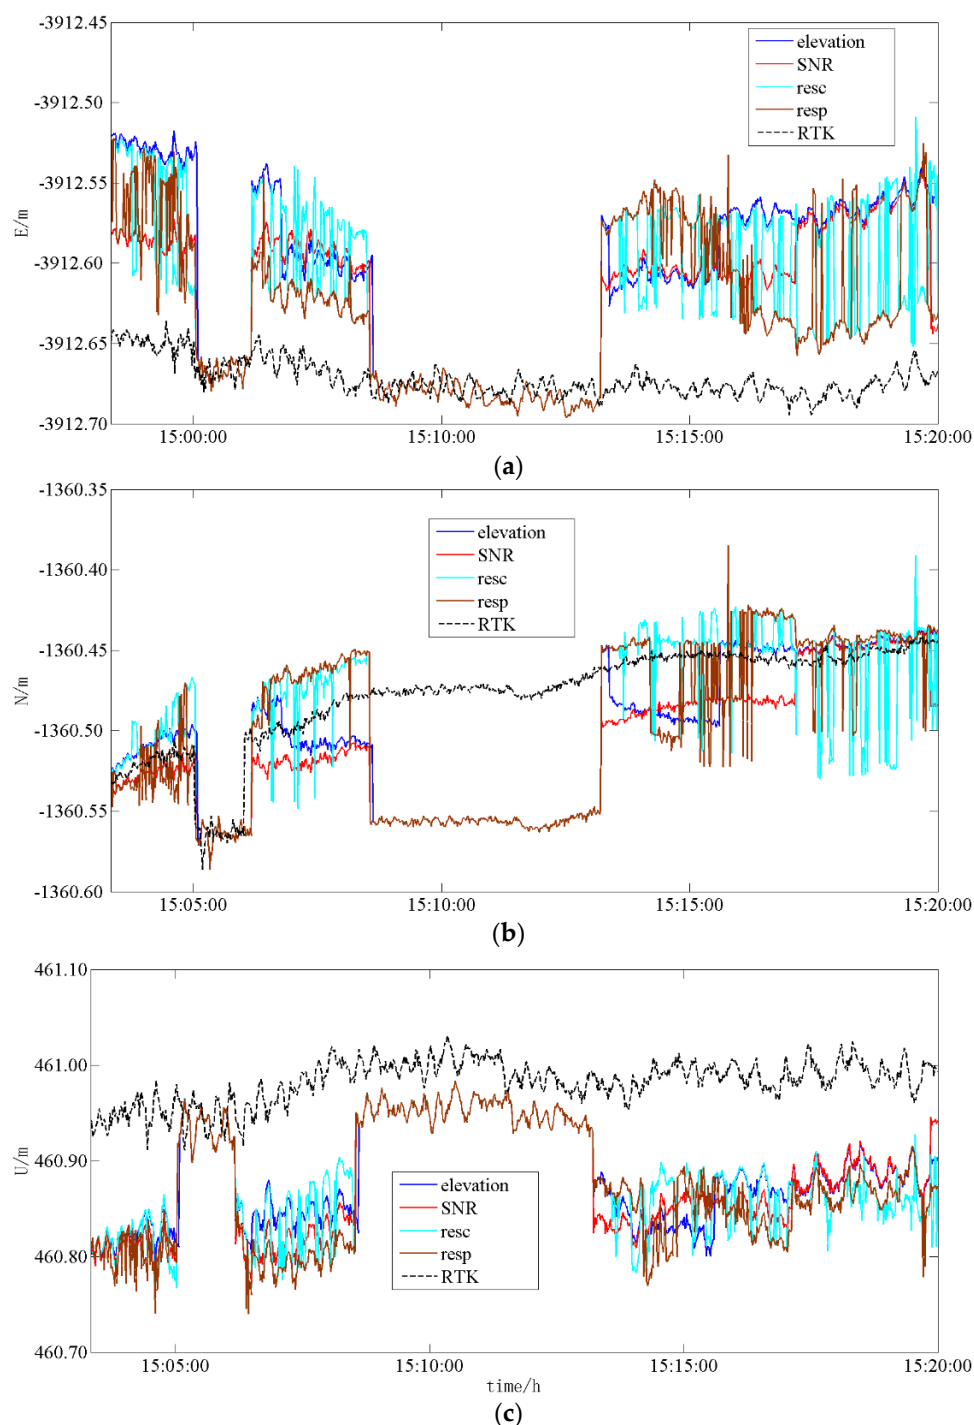 (a)
-3912.45
-3912.50
-3912.55
-3912.60
-3912.65
-3912.70
E/m
elevation
SNR
resc
resp
RTK
15:00:00 15:10:00 15:15:00 15:20:00
(a)
-1360.35
-1360.40
-1360.45
-1360.50
-1360.55
-1360.60
N/m
elevation
SNR
resc
resp
RTK
15:05:00 15:10:00 15:15:00 15:20:00
(b)
461.10
461.00
460.90
460.80
460.70
U/m
elevation
SNR
resc
resp
RTK
15:05:00 15:10:00 15:15:00 15:20:00
time/h
(c)